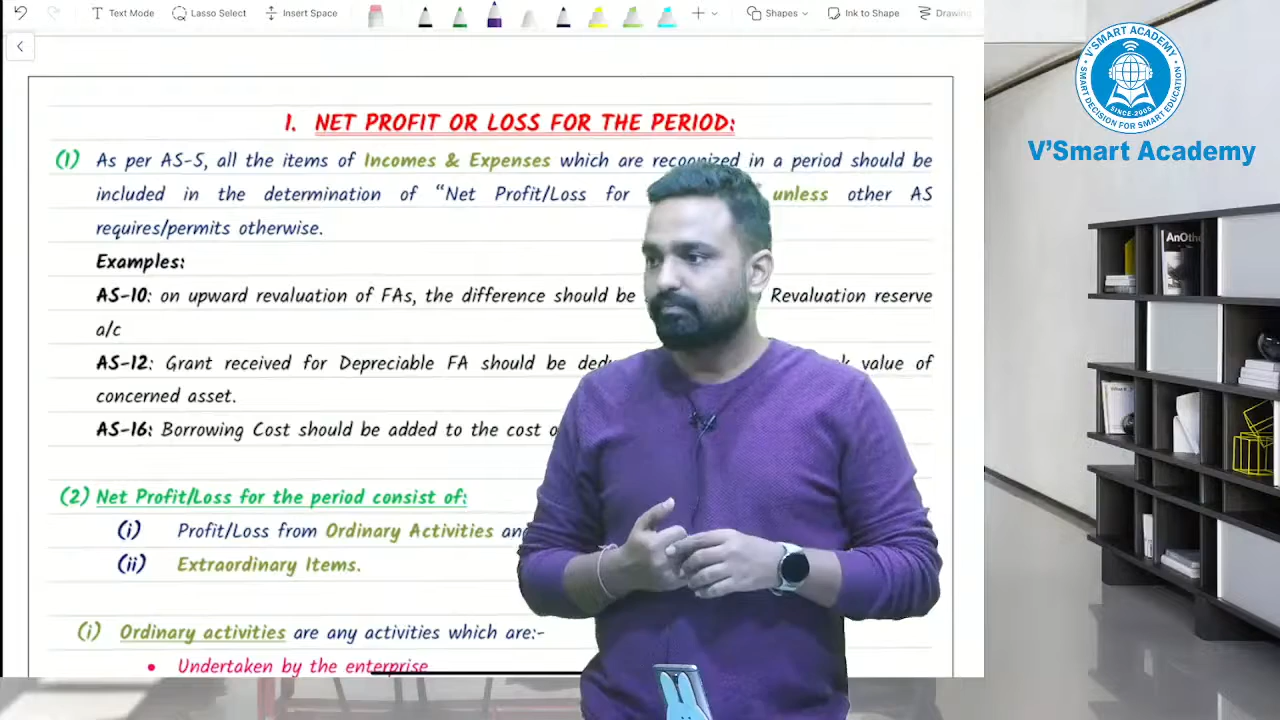 Text Mode Lasso Select Insert Space Shapes Ink to Shape Drawing
V'SMART ACADEMY
SMART DECISION FOR SMART EDUCATION
SINCE-2005
V'Smart Academy
1. NET PROFIT OR LOSS FOR THE PERIOD:
(1) As per AS-5, all the items of Incomes & Expenses which are recognized in a period should be
included in the determination of “Net Profit/Loss for unless other AS
requires/permits otherwise.
Examples:
AS-10: on upward revaluation of FAs, the difference should be Revaluation reserve
a/c
AS-12: Grant received for Depreciable FA should be value of
concerned asset.
AS-16: Borrowing Cost should be added to the cost
(2) Net Profit/Loss for the period consist of:
(i) Profit/Loss from Ordinary Activities
(ii) Extraordinary Items.
(i) Ordinary activities are any activities which are:-
• Undertaken by the enterprise